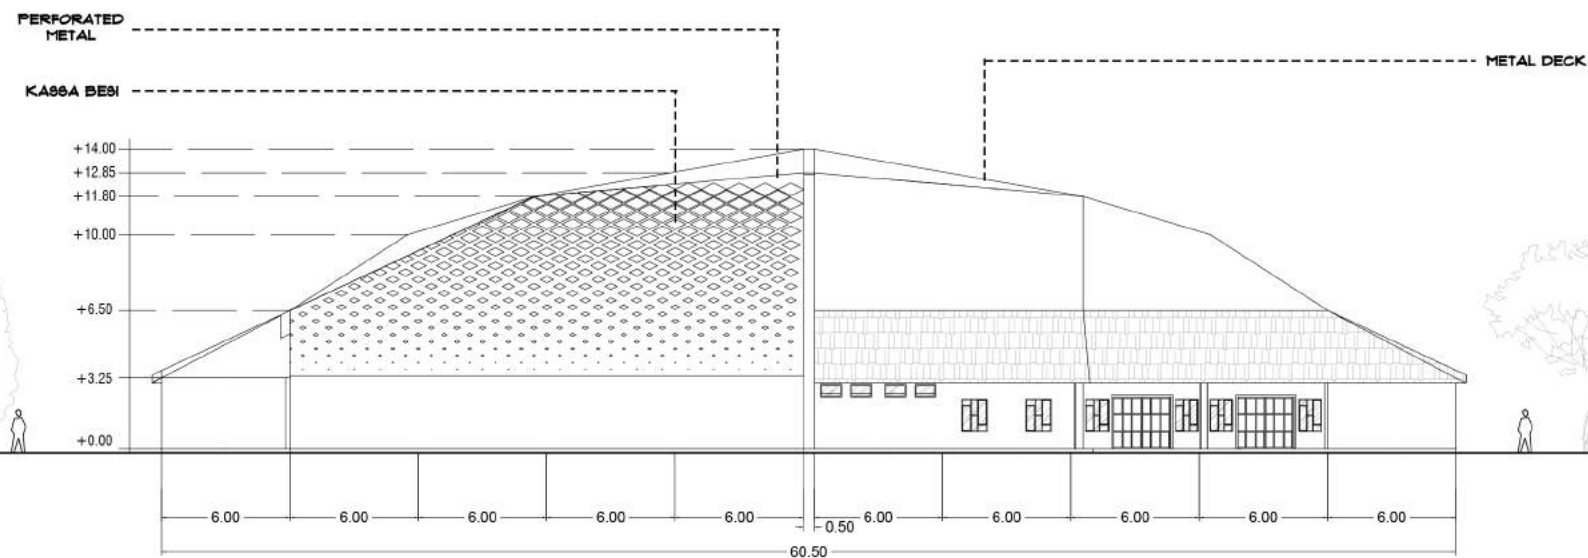 PERFORATED
METAL
METAL DECK
KASSA BESI
+14.00
+12.85
+11.80
+10.00
+6.50
+3.25
+0.00
6.00 6.00 6.00 6.00 6.00 0.50 6.00 6.00 6.00 6.00 6.00
60.50